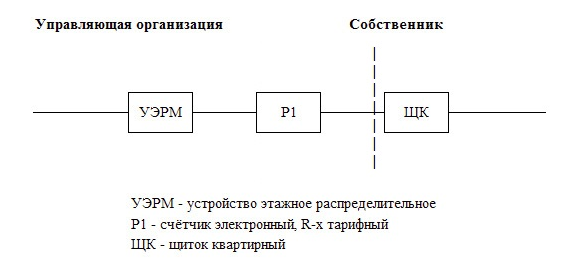 Управляющая организация
Собственник
УЭРМ
Р1
ЩК
УЭРМ - устройство этажное распределительное
Р1 - счётчик электронный, R-х тарифный
ЩК - щиток квартирный